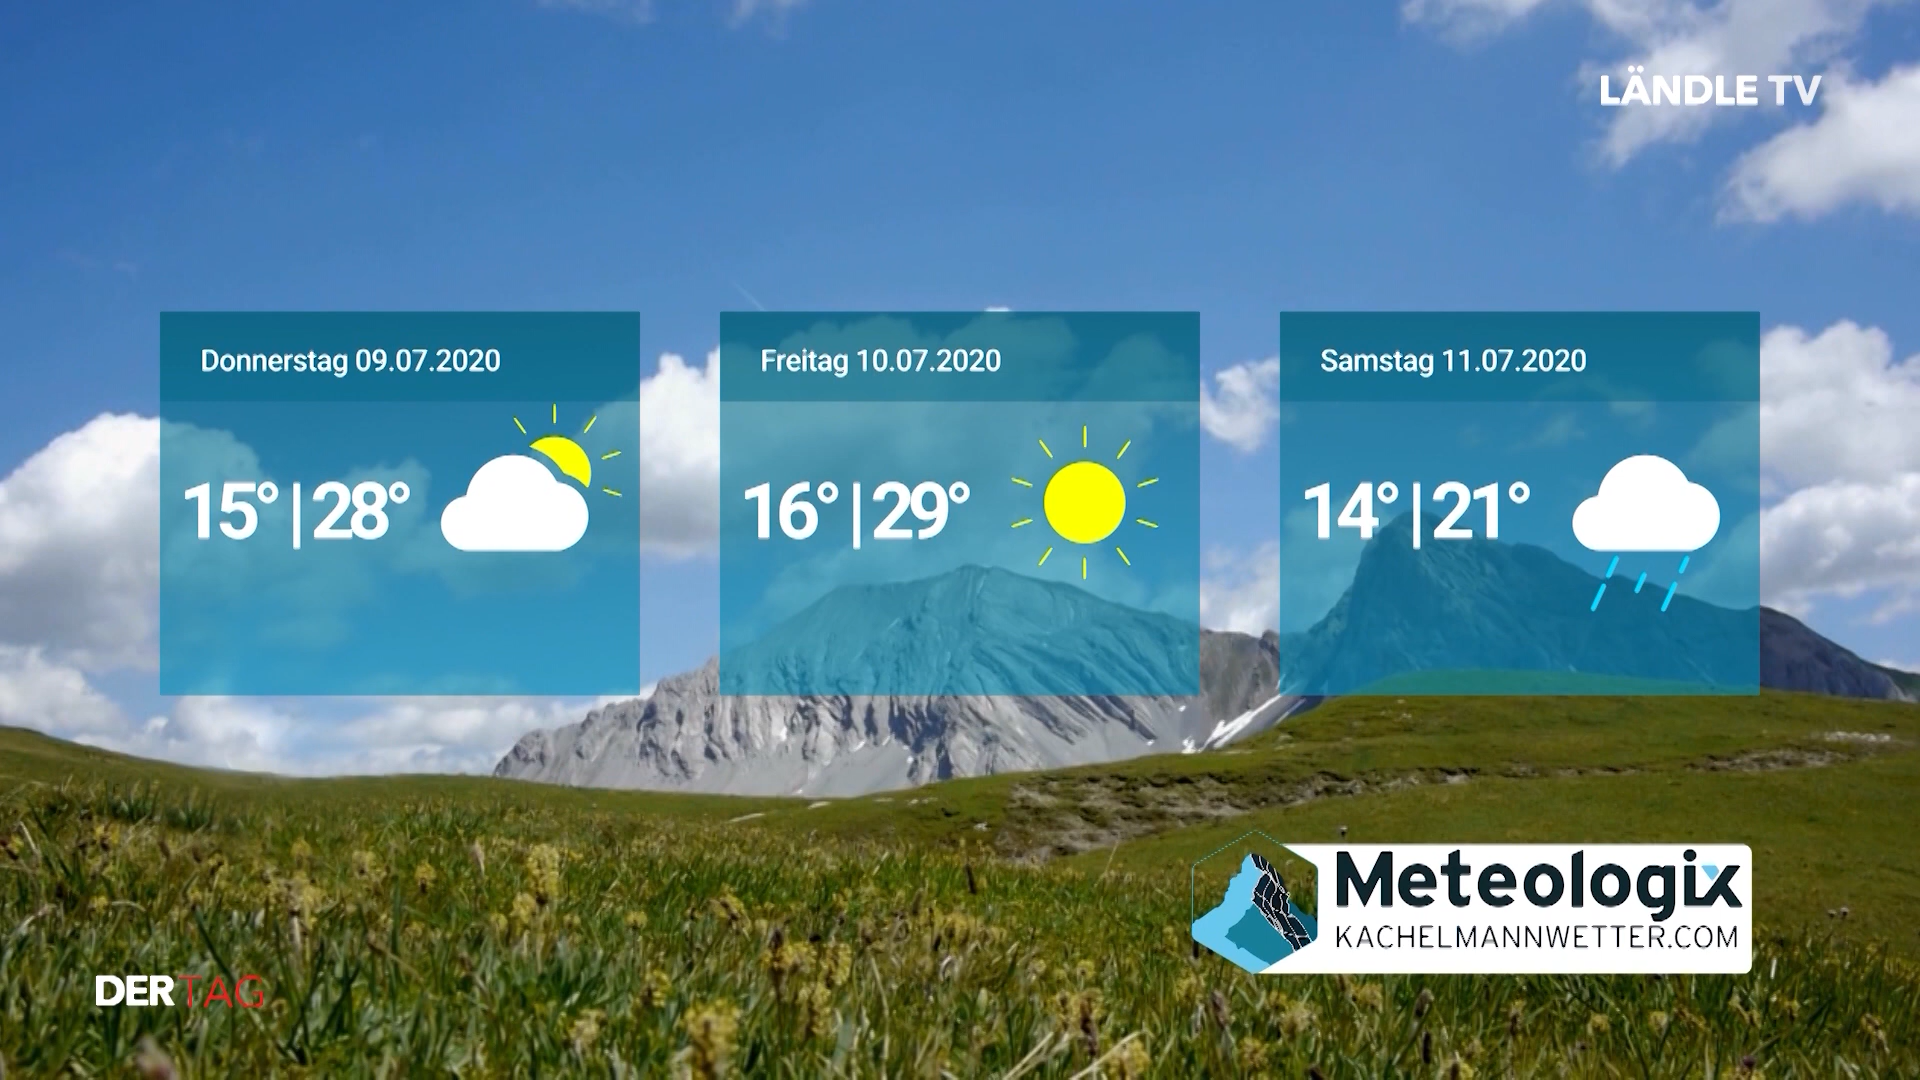 LÄNDLE TV
Donnerstag 09.07.2020
15°|28°
Freitag 10.07.2020
16°|29°
Samstag 11.07.2020
14°|21°
Meteologix
KACHELMANNWETTER.COM
DERTAG